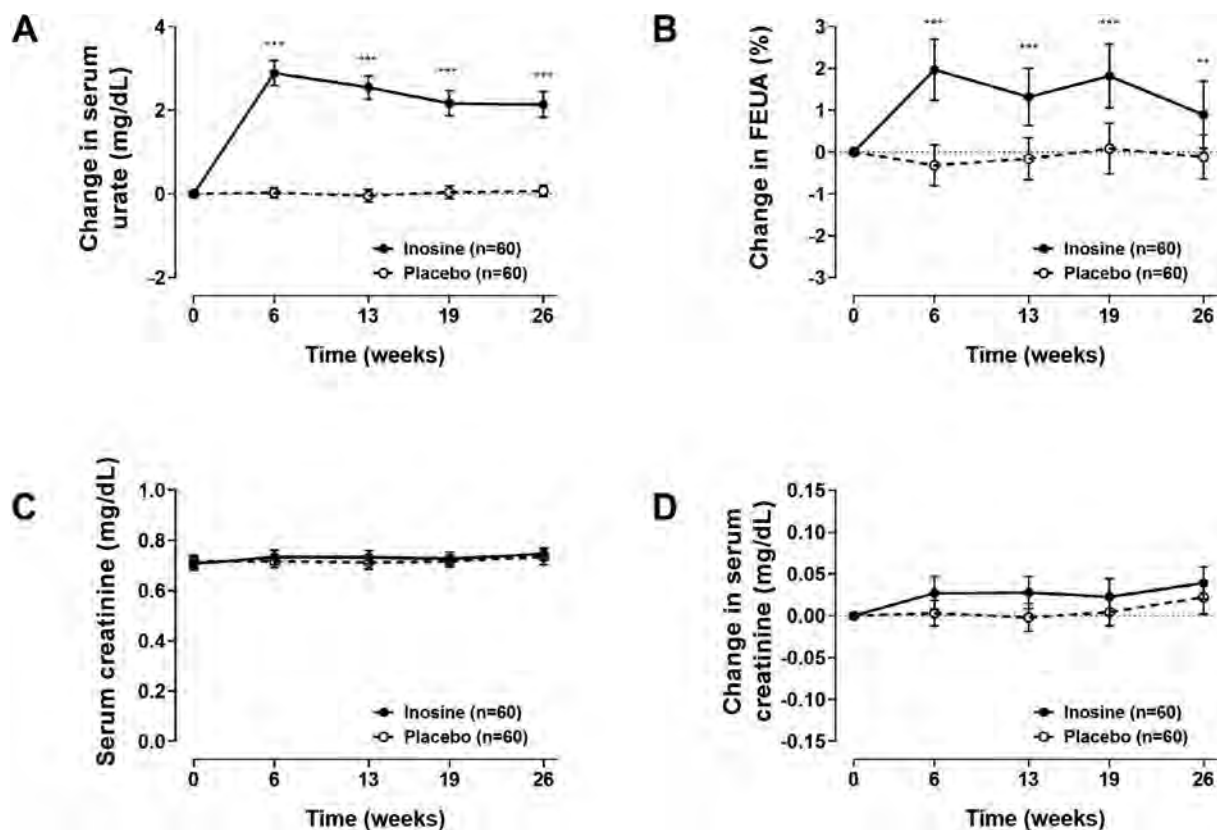 A
Change in serum
urate (mg/dL)
4
2
0
-2
Inosine (n=60)
Placebo (n=60)
0 6 13 19 26
Time (weeks)
B
Change in FEUA (%)
3
2
1
0
-1
-2
-3
Inosine (n=60)
Placebo (n=60)
0 6 13 19 26
Time (weeks)
C
Serum creatinine (mg/dL)
1.0
0.8
0.6
0.4
0.2
0.0
Inosine (n=60)
Placebo (n=60)
0 6 13 19 26
Time (weeks)
D
Change in serum
creatinine (mg/dL)
0.15
0.10
0.05
0.00
-0.05
-0.10
-0.15
Inosine (n=60)
Placebo (n=60)
0 6 13 19 26
Time (weeks)